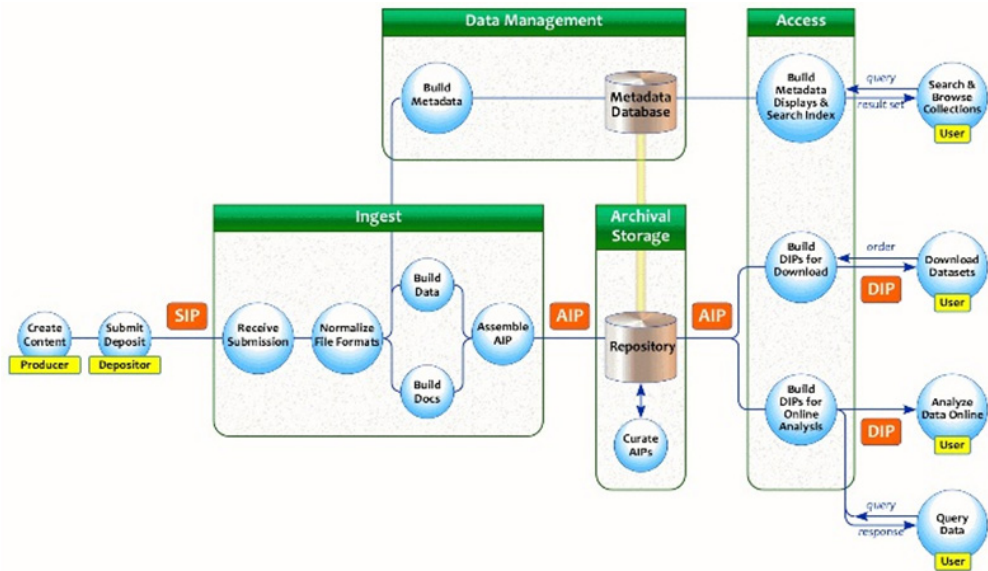 Data Management
Access
Build
Metadata
Metadata
Database
Build
Metadata
Displays &
Search Index
query
result set
Search &
Browse
Collections
User
Ingest
Archival
Storage
Build
Data
Build
DIPs for
Download
order
DIP
Download
Datasets
User
Create
Content
Producer
Submit
Deposit
Depositor
SIP
Receive
Submission
Normalize
File Formats
Assemble
AIP
AIP
Repository
AIP
Build
Docs
Curate
AIPs
Build
DIPs for
Online
Analysis
DIP
Analyze
Data Online
User
query
response
Query
Data
User